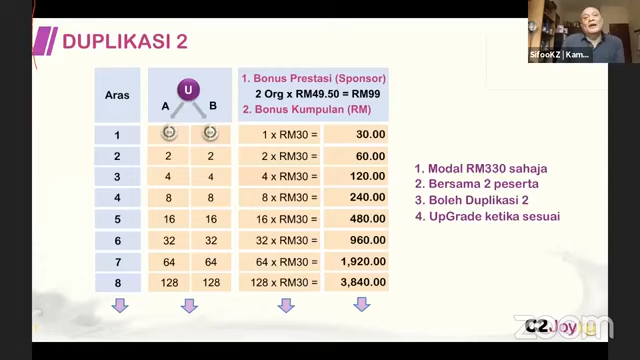 DUPLIKASI 2
SifooKZ | Kam...
Aras
U
A B
1. Bonus Prestasi (Sponsor)
2 Org x RM49.50 = RM99
2. Bonus Kumpulan (RM)
1 1 x RM30 = 30.00
2 2 2 2 x RM30 = 60.00
3 4 4 4 x RM30 = 120.00
4 8 8 8 x RM30 = 240.00
5 16 16 16 x RM30 = 480.00
6 32 32 32 x RM30 = 960.00
7 64 64 64 x RM30 = 1,920.00
8 128 128 128 x RM30 = 3,840.00
1. Modal RM330 sahaja
2. Bersama 2 peserta
3. Boleh Duplikasi 2
4. UpGrade ketika sesuai
C2Joy
zoom